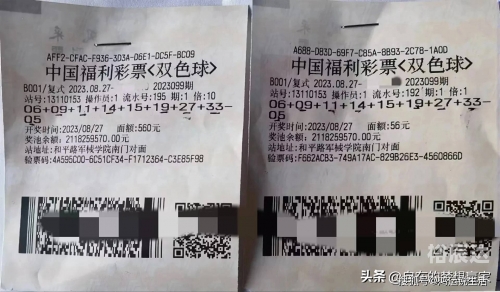 AFF2-CFAC-F936-3D3A-D6E1-DC5F-8C09
中国福利彩票<双色球>
B001/复式 2023.08.27- 2023099期
站号:13110153 操作员:1 流水号:195 期:1 倍:10
06+09+11+14+15+19+27+33-
05
开奖时间:2023/08/27 面额:560元
奖池余额:2118259570.00元
站地址:和平路军械学院南门对面
验票码:4A595C00-6C51CF34-F1712364-C3E85F98
A68B-D83D-69F7-C85A-8B93-2C7B-1A0D
中国福利彩票<双色球>
B001/复式 2023.08.27- 2023099期
站号:13110153 操作员:1 流水号:192 期:1 倍:1
06+09+11+14+15+19+27+33-
05
开奖时间:2023/08/27 面额:56元
奖池余额:2118259570.00元
站地址:和平路军械学院南门对面
验票码:F662ACB3-749A17AC-829B26E3-4560866D